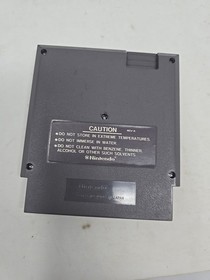 CAUTION
● DO NOT STORE IN EXTREME TEMPERATURES.
● DO NOT IMMERSE IN WATER.
● DO NOT CLEAN WITH BENZENE, THINNER,
ALCOHOL OR OTHER SUCH SOLVENTS.
Nintendo